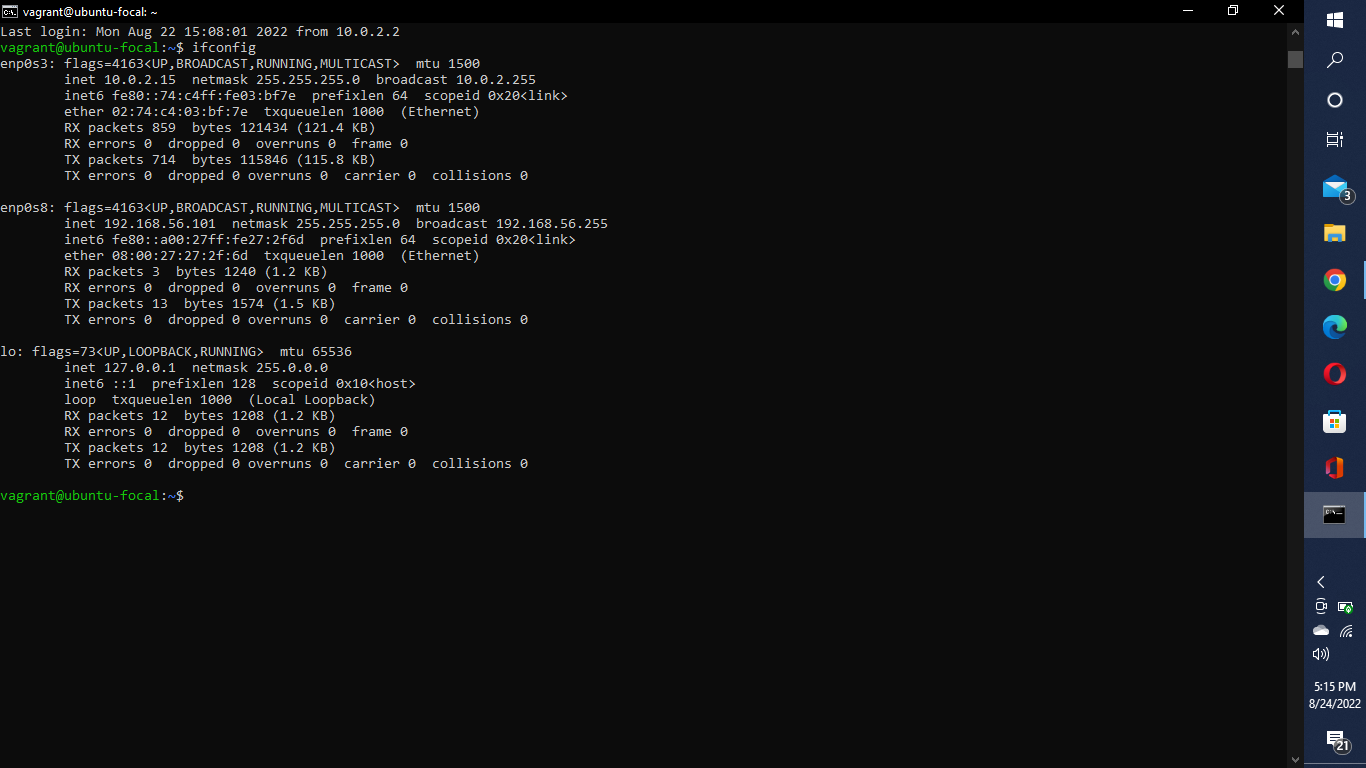 vagrant@ubuntu-focal: ~
Last login: Mon Aug 22 15:08:01 2022 from 10.0.2.2
vagrant@ubuntu-focal:~$ ifconfig
enp0s3: flags=4163<UP,BROADCAST,RUNNING,MULTICAST>  mtu 1500
        inet 10.0.2.15  netmask 255.255.255.0  broadcast 10.0.2.255
        inet6 fe80::74:c4ff:fe03:bf7e  prefixlen 64  scopeid 0x20<link>
        ether 02:74:c4:03:bf:7e  txqueuelen 1000  (Ethernet)
        RX packets 859  bytes 121434 (121.4 KB)
        RX errors 0  dropped 0  overruns 0  frame 0
        TX packets 714  bytes 115846 (115.8 KB)
        TX errors 0  dropped 0 overruns 0  carrier 0  collisions 0

enp0s8: flags=4163<UP,BROADCAST,RUNNING,MULTICAST>  mtu 1500
        inet 192.168.56.101  netmask 255.255.255.0  broadcast 192.168.56.255
        inet6 fe80::a00:27ff:fe27:2f6d  prefixlen 64  scopeid 0x20<link>
        ether 08:00:27:27:2f:6d  txqueuelen 1000  (Ethernet)
        RX packets 3  bytes 1240 (1.2 KB)
        RX errors 0  dropped 0  overruns 0  frame 0
        TX packets 13  bytes 1574 (1.5 KB)
        TX errors 0  dropped 0 overruns 0  carrier 0  collisions 0

lo: flags=73<UP,LOOPBACK,RUNNING>  mtu 65536
        inet 127.0.0.1  netmask 255.0.0.0
        inet6 ::1  prefixlen 128  scopeid 0x10<host>
        loop  txqueuelen 1000  (Local Loopback)
        RX packets 12  bytes 1208 (1.2 KB)
        RX errors 0  dropped 0  overruns 0  frame 0
        TX packets 12  bytes 1208 (1.2 KB)
        TX errors 0  dropped 0 overruns 0  carrier 0  collisions 0

vagrant@ubuntu-focal:~$
3
5:15 PM
8/24/2022
21